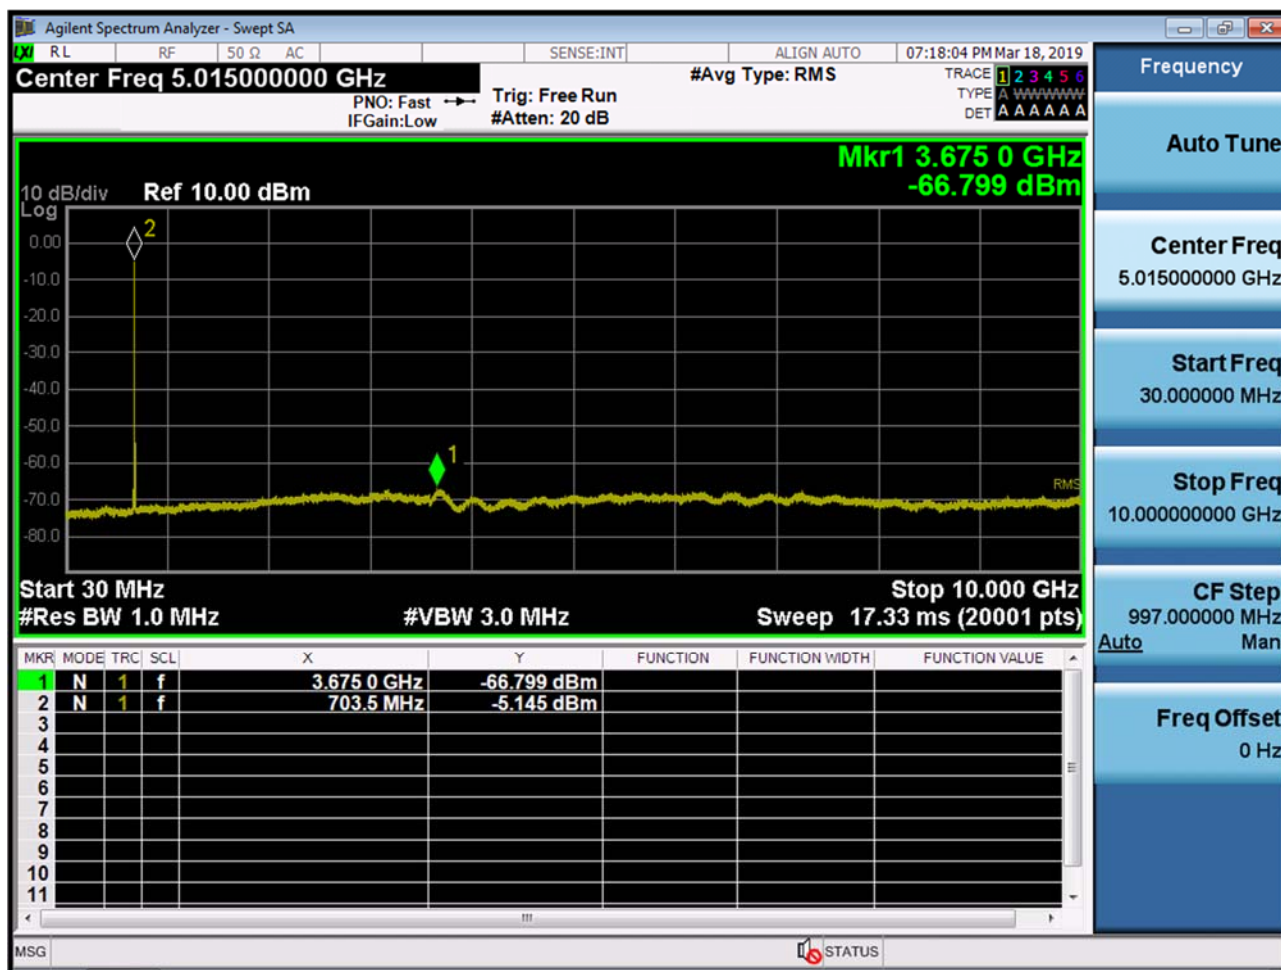 Agilent Spectrum Analyzer - Swept SA
LXI RL RF 50 Ω AC SENSE:INT ALIGN AUTO 07:18:04 PM Mar 18, 2019
Center Freq 5.015000000 GHz
#Avg Type: RMS
TRACE 1 2 3 4 5 6
PNO: Fast
Trig: Free Run
TYPE A WWWWW
IFGain:Low
#Atten: 20 dB
DET A A A A A A
Mkr1 3.675 0 GHz
-66.799 dBm
10 dB/div Ref 10.00 dBm
Log
2
0.00
-10.0
-20.0
-30.0
-40.0
-50.0
1
-60.0
RMS
-70.0
-80.0
Start 30 MHz Stop 10.000 GHz
#Res BW 1.0 MHz #VBW 3.0 MHz Sweep 17.33 ms (20001 pts)
MKR MODE TRC SCL X Y FUNCTION FUNCTION WIDTH FUNCTION VALUE
1 N 1 f 3.675 0 GHz -66.799 dBm
2 N 1 f 703.5 MHz -5.145 dBm
3
4
5
6
7
8
9
10
11
MSG STATUS
Frequency
Auto Tune
Center Freq
5.015000000 GHz
Start Freq
30.000000 MHz
Stop Freq
10.000000000 GHz
CF Step
997.000000 MHz
Auto Man
Freq Offset
0 Hz